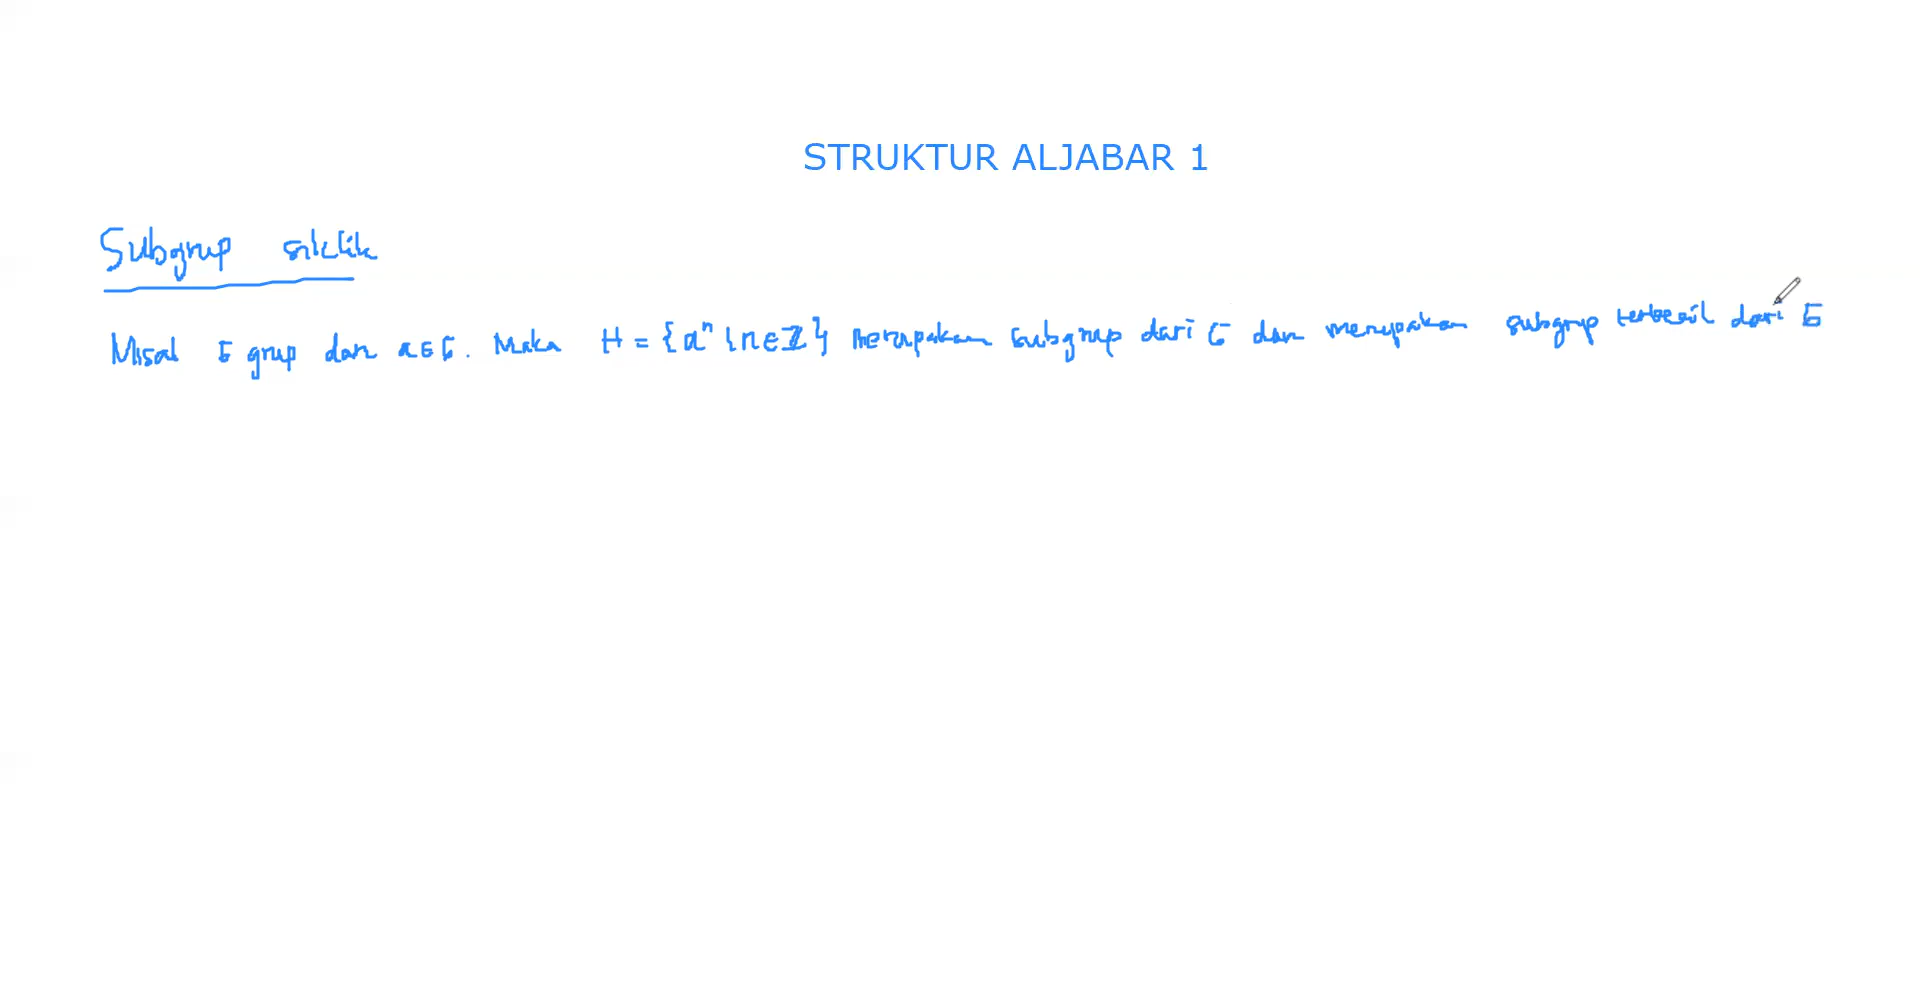 STRUKTUR ALJABAR 1
Subgrup siklik
Misal G grup dan a∈G. Maka H = {aⁿ | n∈ℤ} merupakan subgrup dari G dan merupakan subgrup terkecil dari G